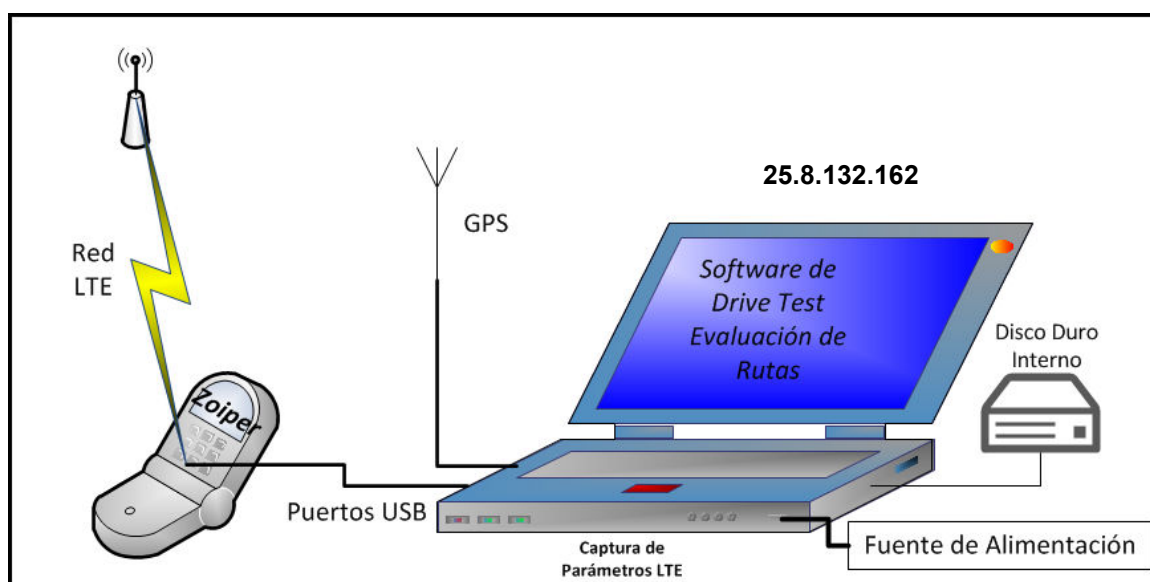 25.8.132.162
GPS
Red
LTE
Software de
Drive Test
Evaluación de
Rutas
Disco Duro
Interno
Zoiper
Puertos USB
Captura de
Parámetros LTE
Fuente de Alimentación